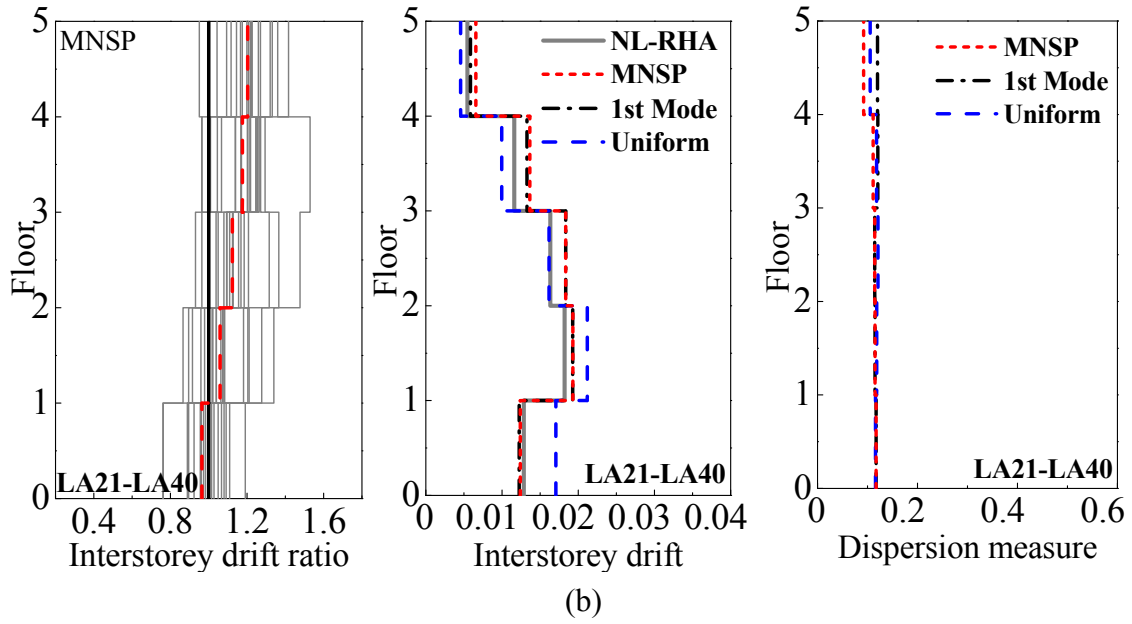 MNSP
Floor
5
4
3
2
1
0
LA21-LA40
0.4 0.8 1.2 1.6
Interstorey drift ratio
NL-RHA
MNSP
1st Mode
Uniform
Floor
5
4
3
2
1
0
LA21-LA40
0 0.01 0.02 0.03 0.04
Interstorey drift
MNSP
1st Mode
Uniform
Floor
5
4
3
2
1
0
LA21-LA40
0 0.2 0.4 0.6
Dispersion measure
(b)